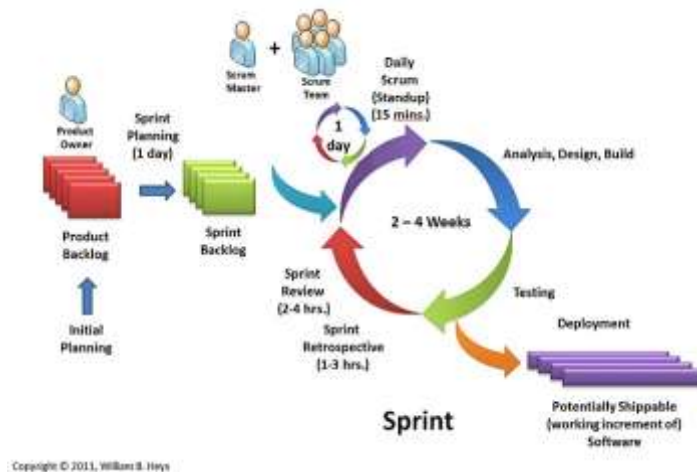 Scrum
Master
+
Scrum
Team
Daily
Scrum
(Standup)
(15 mins.)
1
day
Product
Owner
Sprint
Planning
(1 day)
Analysis, Design, Build
2 – 4 Weeks
Product
Backlog
Sprint
Backlog
Sprint
Review
(2-4 hrs.)
Testing
Initial
Planning
Sprint
Retrospective
(1-3 hrs.)
Deployment
Sprint
Potentially Shippable
(working increment of)
Software
Copyright © 2011, William B. Heys